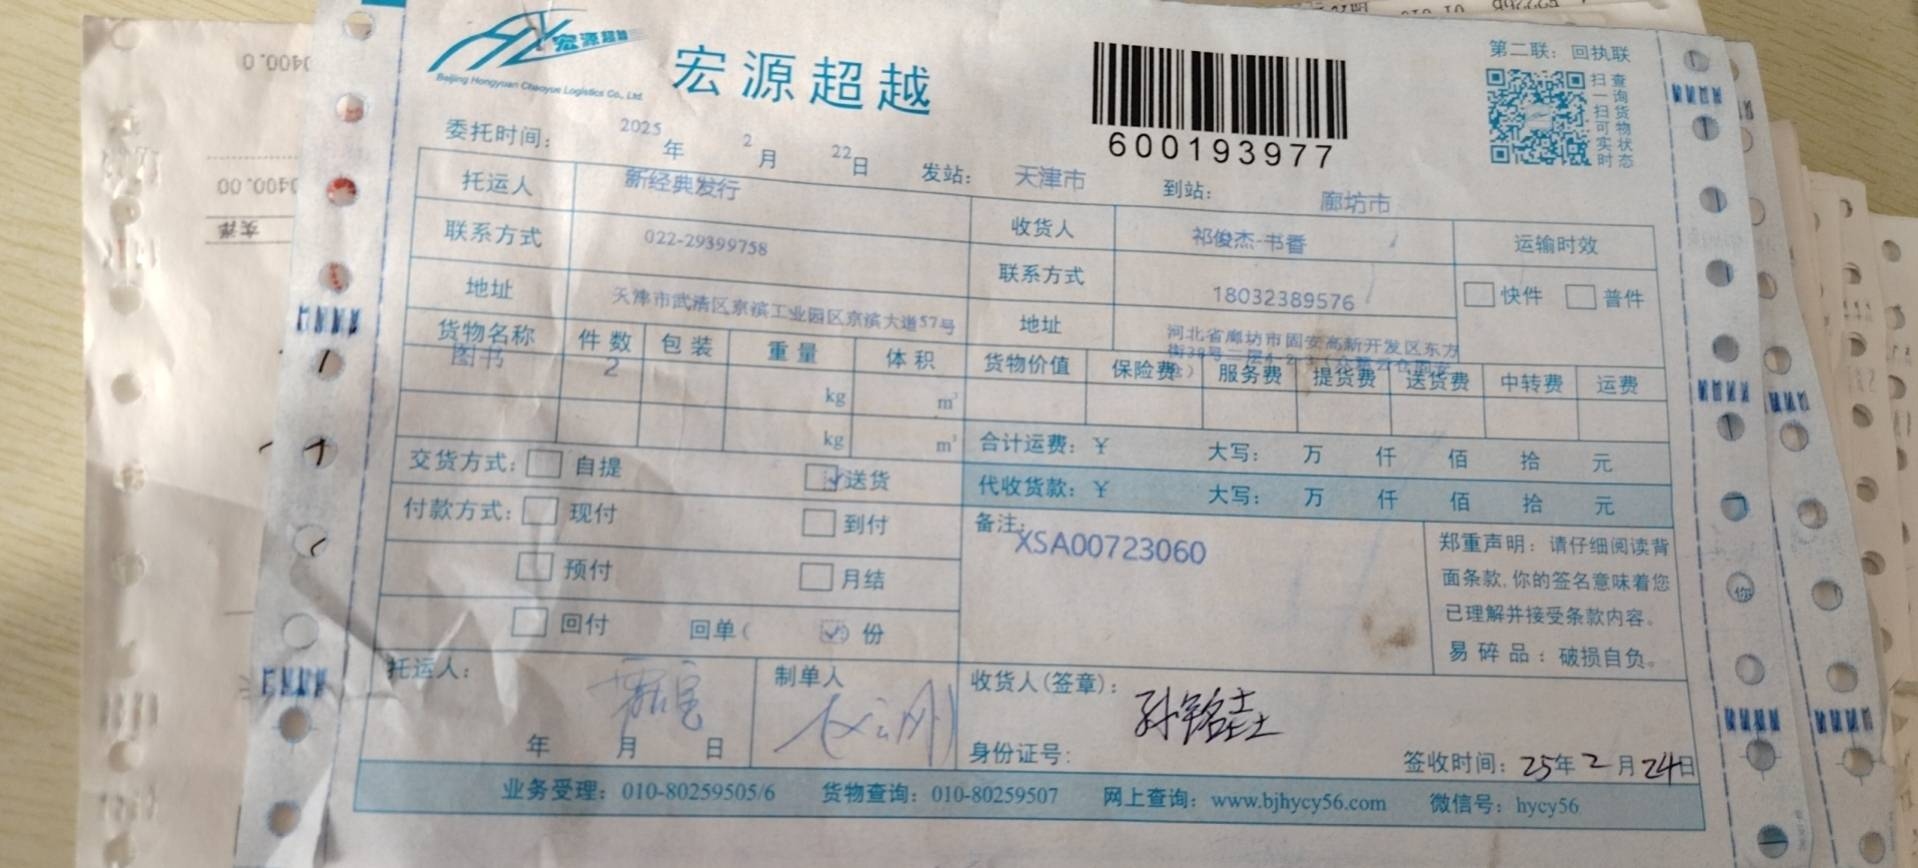 宏源超越
Beijing Hongyuan Chaoyue Logistics Co., Ltd.
宏源超越
600193977
第二联：回执联
扫一扫可实时
查询货物状态
委托时间： 2025 年 2 月 22 日 发站： 天津市 到站： 廊坊市
托运人 新经典发行
收货人 祁俊杰-书香 运输时效
联系方式 022-29399758
联系方式 18032389576 快件 普件
地址 天津市武清区京滨工业园区京滨大道57号
地址 河北省廊坊市固安高新开发区东方
货物名称 件数 包装 重量 体积 货物价值 保险费 服务费 提货费 送货费 中转费 运费
图书 2 kg m³
kg m³
合计运费：￥ 大写： 万 仟 佰 拾 元
代收货款：￥ 大写： 万 仟 佰 拾 元
交货方式： 自提 送货
付款方式： 现付 到付
预付 月结
回付 回单（ ）份
备注：
XSA00723060
郑重声明：请仔细阅读背
面条款,你的签名意味着您
已理解并接受条款内容。
易碎品：破损自负。
托运人：
年 月 日
制单人
收货人(签章)：
身份证号：
签收时间：25年2月24日
业务受理：010-80259505/6 货物查询：010-80259507 网上查询：www.bjhycy56.com 微信号：hycy56